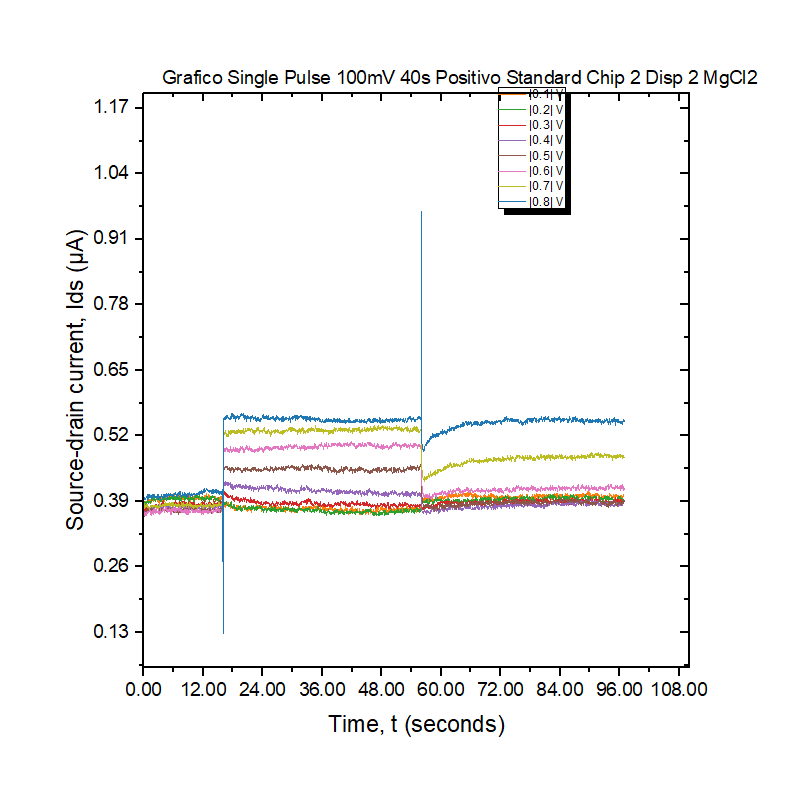 Grafico Single Pulse 100mV 40s Positivo Standard Chip 2 Disp 2 MgCl2
|0.1| V
|0.2| V
|0.3| V
|0.4| V
|0.5| V
|0.6| V
|0.7| V
|0.8| V
1.17
1.04
0.91
0.78
0.65
0.52
0.39
0.26
0.13
Source-drain current, Ids (μA)
0.00 12.00 24.00 36.00 48.00 60.00 72.00 84.00 96.00 108.00
Time, t (seconds)